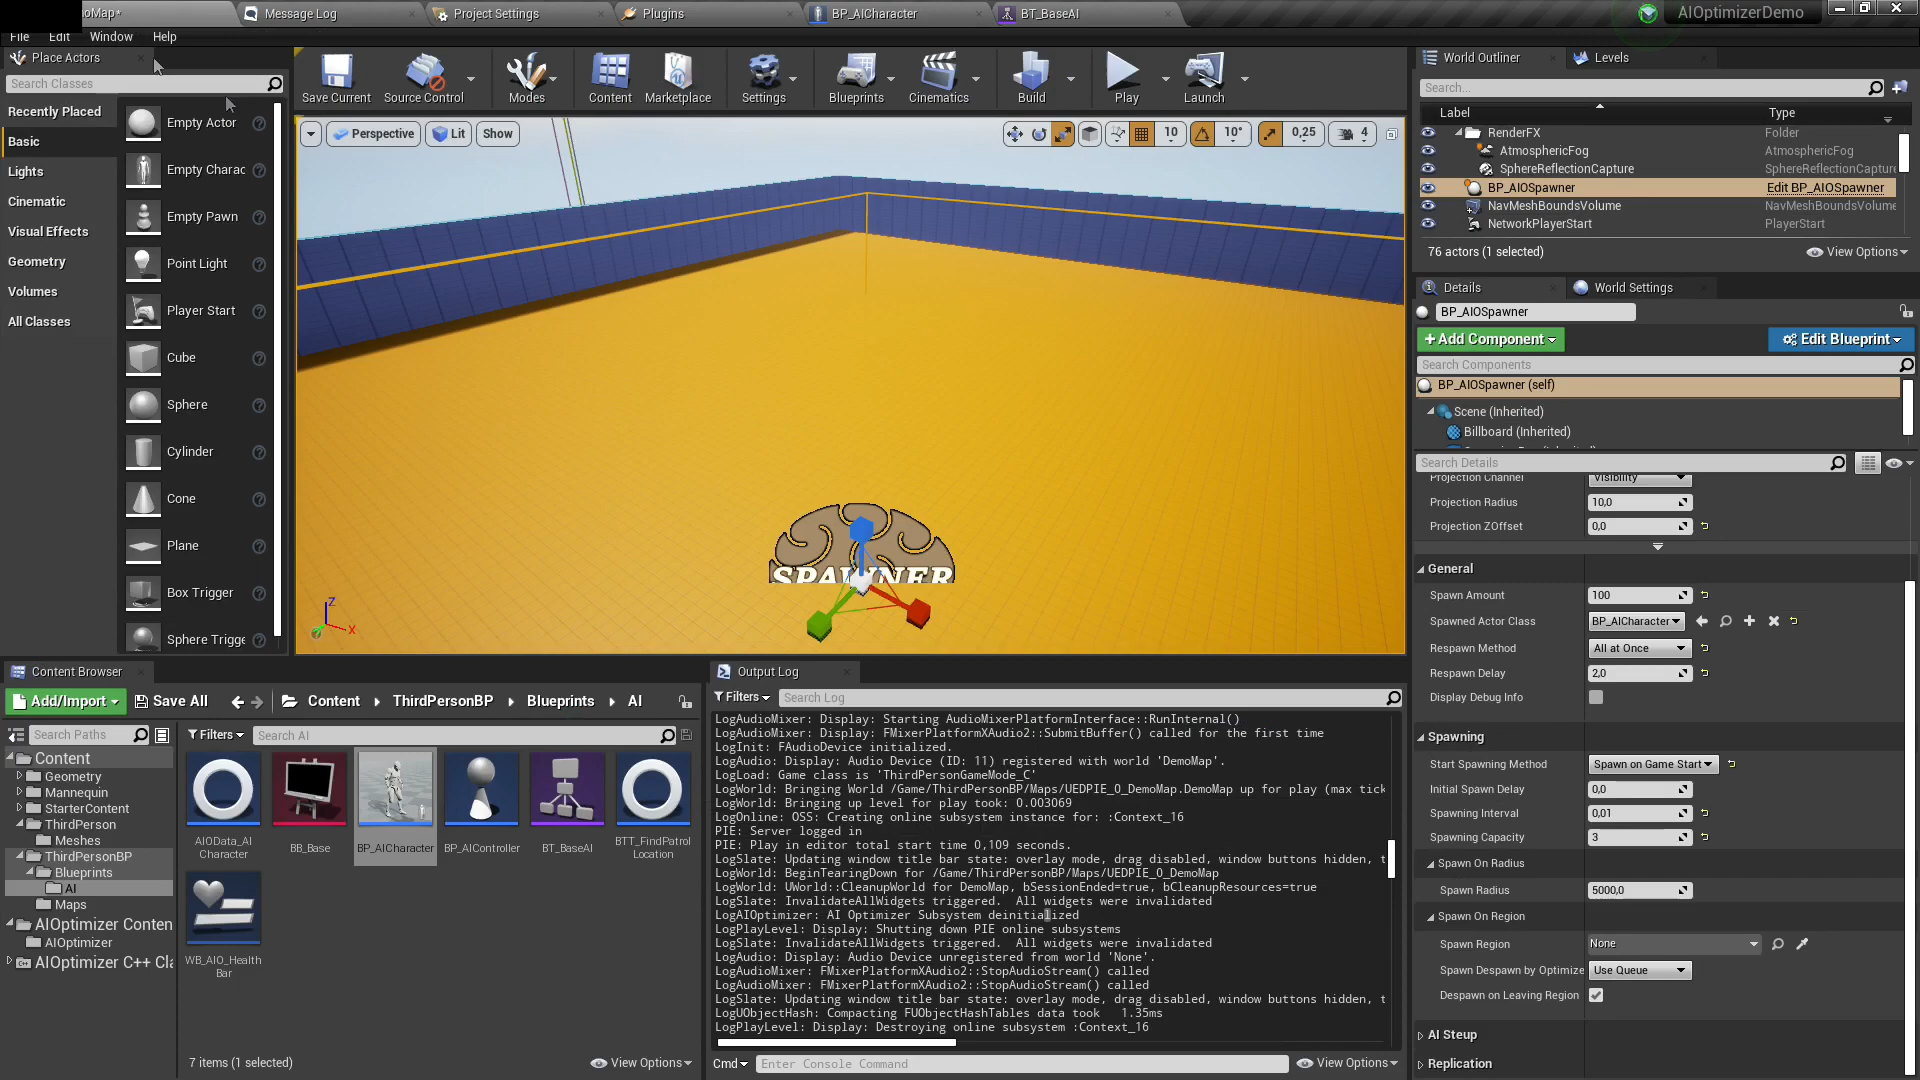 oMap*
Message Log
Project Settings
Plugins
BP_AICharacter
BT_BaseAI
AIOptimizerDemo
File Edit Window Help
Place Actors
Search Classes
Recently Placed
Basic
Lights
Cinematic
Visual Effects
Geometry
Volumes
All Classes
Empty Actor
Empty Charac
Empty Pawn
Point Light
Player Start
Cube
Sphere
Cylinder
Cone
Plane
Box Trigger
Sphere Trigge
Save Current
Source Control
Modes
Content
Marketplace
Settings
Blueprints
Cinematics
Build
Play
Launch
Perspective
Lit
Show
10
10°
0,25
4
SPAWNER
Z
X
World Outliner
Levels
Search...
Label
Type
RenderFX Folder
AtmosphericFog AtmosphericFog
SphereReflectionCapture SphereReflectionCapture
BP_AIOSpawner Edit BP_AIOSpawner
NavMeshBoundsVolume NavMeshBoundsVolume
NetworkPlayerStart PlayerStart
76 actors (1 selected)
View Options
Details
World Settings
BP_AIOSpawner
+Add Component
Edit Blueprint
Search Components
BP_AIOSpawner (self)
Scene (Inherited)
Billboard (Inherited)
Search Details
Projection Channel Visibility
Projection Radius 10,0
Projection ZOffset 0,0
General
Spawn Amount 100
Spawned Actor Class BP_AICharacter
Respawn Method All at Once
Respawn Delay 2,0
Display Debug Info
Spawning
Start Spawning Method Spawn on Game Start
Initial Spawn Delay 0,0
Spawning Interval 0,01
Spawning Capacity 3
Spawn On Radius
Spawn Radius 5000,0
Spawn On Region
Spawn Region None
Spawn Despawn by Optimize Use Queue
Despawn on Leaving Region
AI Steup
Replication
Content Browser
Add/Import
Save All
Content
ThirdPersonBP
Blueprints
AI
Search Paths
Filters
Search AI
Content
Geometry
Mannequin
StarterContent
ThirdPerson
Meshes
ThirdPersonBP
Blueprints
AI
Maps
AIOptimizer Conten
AIOptimizer
AIOptimizer C++ Cla
AIOData_AI
Character
BB_Base
BP_AICharacter
BP_AIController
BT_BaseAI
BTT_FindPatrol
Location
WB_AIO_Health
Bar
7 items (1 selected)
View Options
Output Log
Filters
Search Log
LogAudioMixer: Display: Starting AudioMixerPlatformInterface::RunInternal()
LogAudioMixer: Display: FMixerPlatformXAudio2::SubmitBuffer() called for the first time
LogInit: FAudioDevice initialized.
LogAudio: Display: Audio Device (ID: 11) registered with world 'DemoMap'.
LogLoad: Game class is 'ThirdPersonGameMode_C'
LogWorld: Bringing World /Game/ThirdPersonBP/Maps/UEDPIE_0_DemoMap.DemoMap up for play (max tick
LogWorld: Bringing up level for play took: 0.003069
LogOnline: OSS: Creating online subsystem instance for: :Context_16
PIE: Server logged in
PIE: Play in editor total start time 0,109 seconds.
LogSlate: Updating window title bar state: overlay mode, drag disabled, window buttons hidden, t
LogWorld: BeginTearingDown for /Game/ThirdPersonBP/Maps/UEDPIE_0_DemoMap
LogWorld: UWorld::CleanupWorld for DemoMap, bSessionEnded=true, bCleanupResources=true
LogSlate: InvalidateAllWidgets triggered.  All widgets were invalidated
LogAIOptimizer: AI Optimizer Subsystem deinitialized
LogPlayLevel: Display: Shutting down PIE online subsystems
LogSlate: InvalidateAllWidgets triggered.  All widgets were invalidated
LogAudio: Display: Audio Device unregistered from world 'None'.
LogAudioMixer: FMixerPlatformXAudio2::StopAudioStream() called
LogAudioMixer: FMixerPlatformXAudio2::StopAudioStream() called
LogSlate: Updating window title bar state: overlay mode, drag disabled, window buttons hidden, t
LogUObjectHash: Compacting FUObjectHashTables data took   1.35ms
LogPlayLevel: Display: Destroying online subsystem :Context_16
Cmd
Enter Console Command
View Options